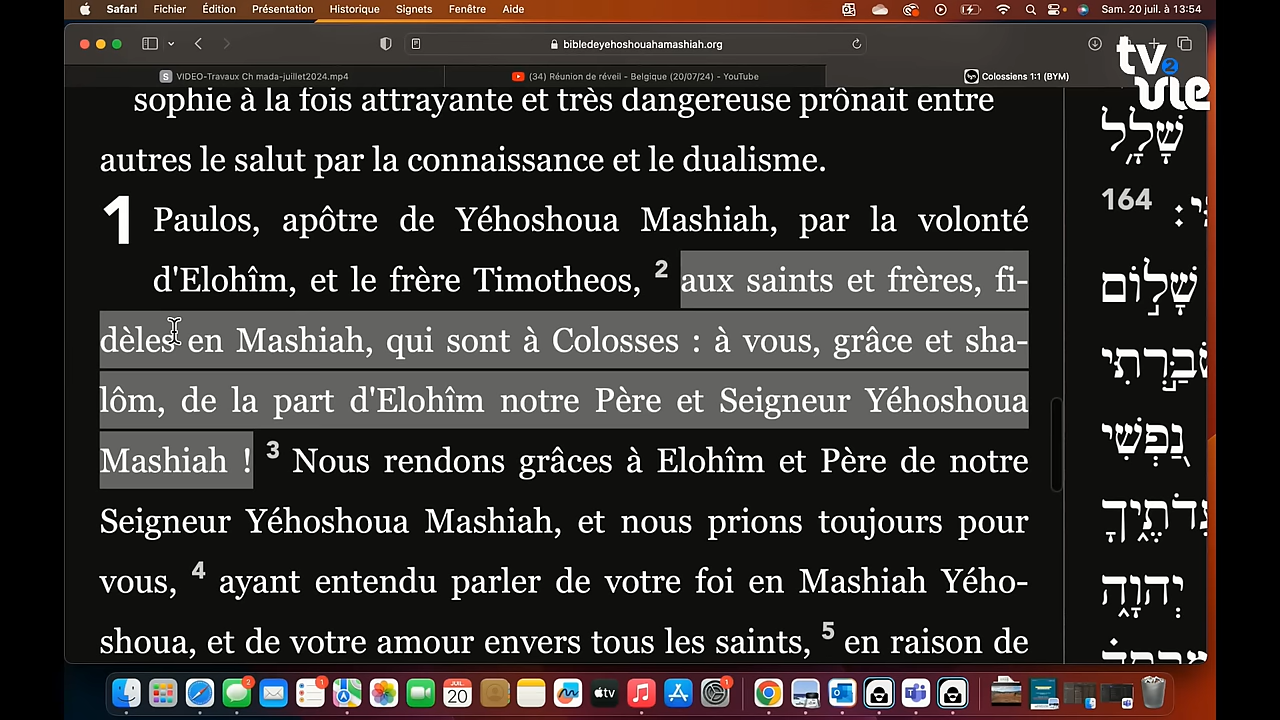 Safari Fichier Édition Présentation Historique Signets Fenêtre Aide Sam. 20 juil. à 13:54
bibledeyehoshouahamashiah.org
VIDEO-Travaux Ch mada-juillet2024.mp4
(34) Réunion de réveil - Belgique (20/07/24) - YouTube
Colossiens 1:1 (BYM)
tv2vie
sophie à la fois attrayante et très dangereuse prônait entre
autres le salut par la connaissance et le dualisme.
1 Paulos, apôtre de Yéhoshoua Mashiah, par la volonté
d'Elohîm, et le frère Timotheos, 2 aux saints et frères, fi-
dèles en Mashiah, qui sont à Colosses : à vous, grâce et sha-
lôm, de la part d'Elohîm notre Père et Seigneur Yéhoshoua
Mashiah ! 3 Nous rendons grâces à Elohîm et Père de notre
Seigneur Yéhoshoua Mashiah, et nous prions toujours pour
vous, 4 ayant entendu parler de votre foi en Mashiah Yého-
shoua, et de votre amour envers tous les saints, 5 en raison de
שָׁלָ֥ל
164
שָׁל֣וֹם
נַ֭פְשִׁי
יְהוָ֑ה
2
1
JUIL.
20
tv
1